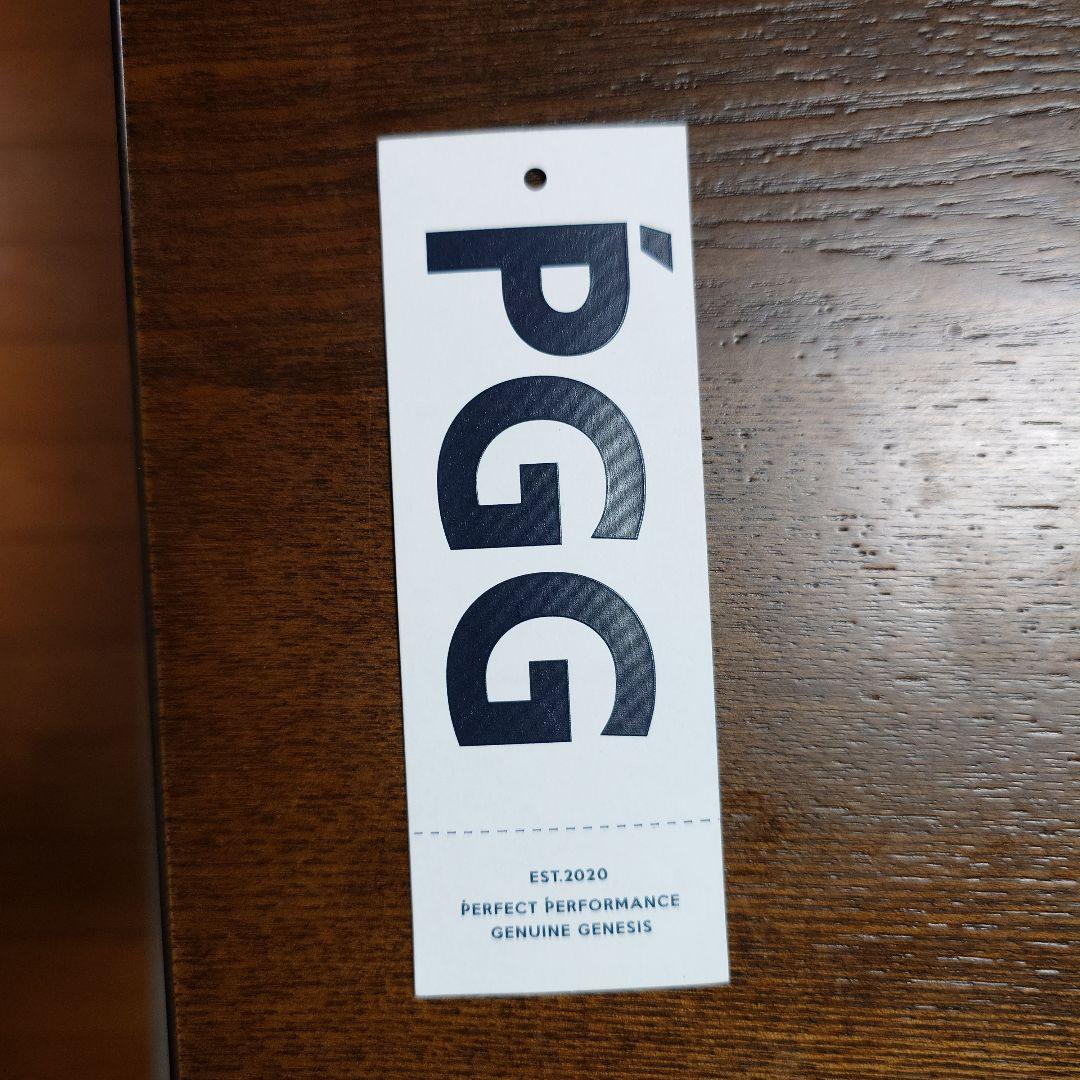 ṔGG
EST.2020
ṔERFECT ṔERFORMANCE
GENUINE GENESIS